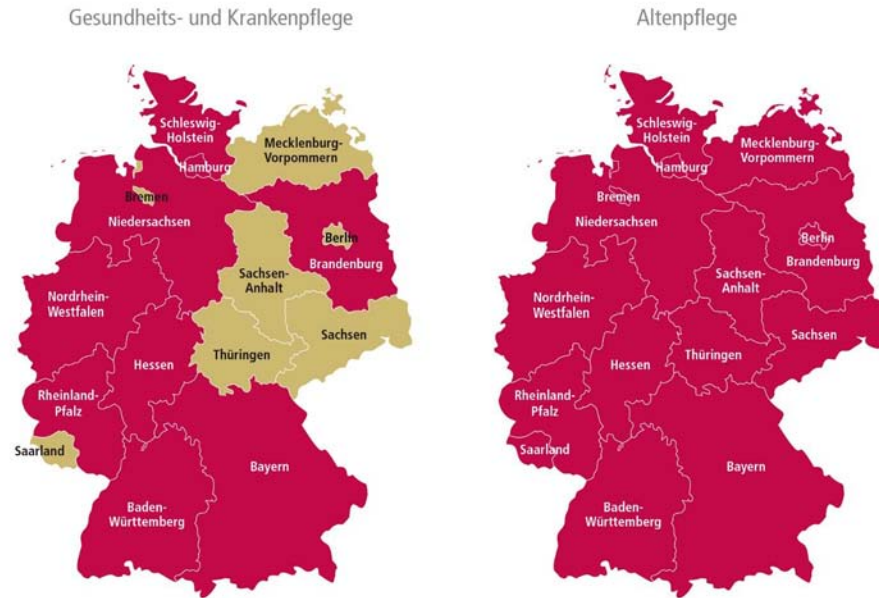 Gesundheits- und Krankenpflege
Schleswig-
Holstein
Mecklenburg-
Vorpommern
Hamburg
Bremen
Niedersachsen
Berlin
Brandenburg
Sachsen-
Anhalt
Nordrhein-
Westfalen
Sachsen
Thüringen
Hessen
Rheinland-
Pfalz
Saarland
Bayern
Baden-
Württemberg
Altenpflege
Schleswig-
Holstein
Mecklenburg-
Vorpommern
Hamburg
Bremen
Niedersachsen
Berlin
Brandenburg
Sachsen-
Anhalt
Nordrhein-
Westfalen
Sachsen
Thüringen
Hessen
Rheinland-
Pfalz
Saarland
Bayern
Baden-
Württemberg